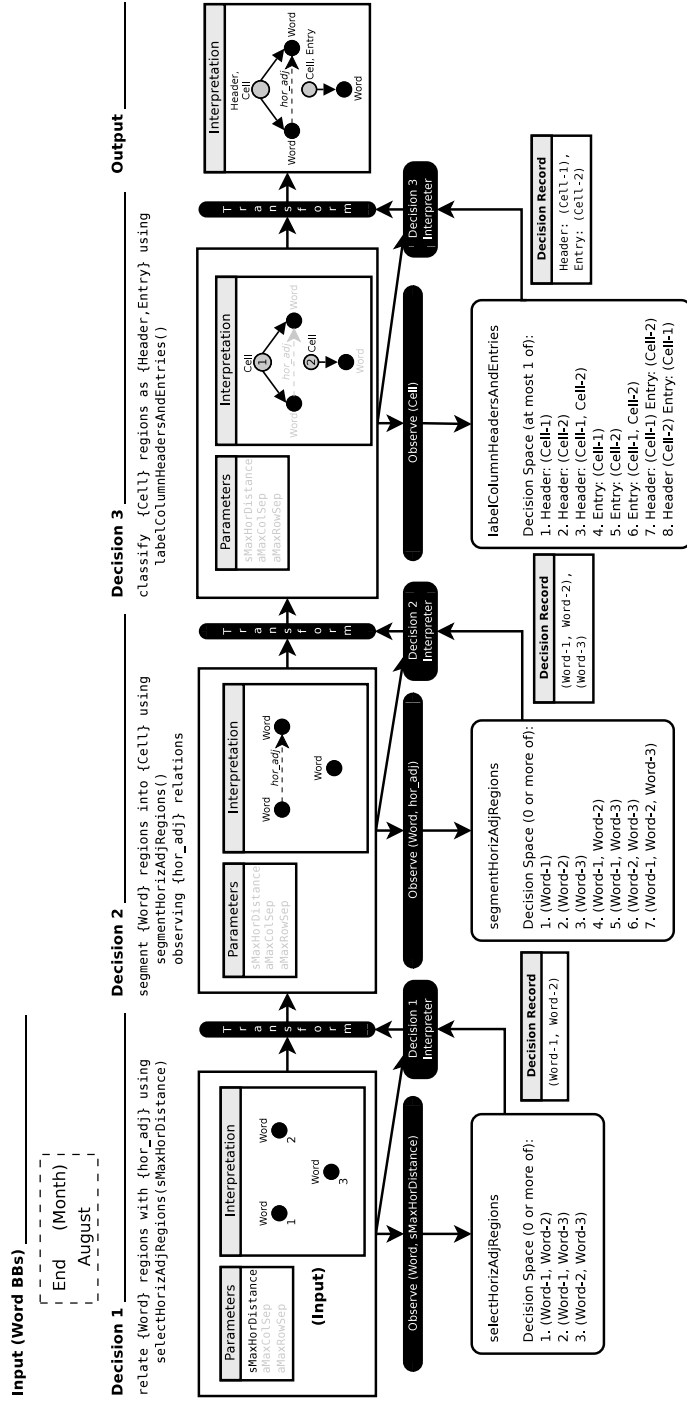 Input (Word BBs)
End (Month)
August
Decision 1
relate {Word} regions with {hor_adj} using
selectHorizAdjRegions(sMaxHorDistance)
Parameters
sMaxHorDistance
aMaxColSep
aMaxRowSep
(Input)
Interpretation
Word
1
Word
2
Word
3
Transform
Observe (Word, sMaxHorDistance)
Decision 1
Interpreter
selectHorizAdjRegions
Decision Space (0 or more of):
1. (Word-1, Word-2)
2. (Word-1, Word-3)
3. (Word-2, Word-3)
Decision Record
(Word-1, Word-2)
Decision 2
segment {Word} regions into {Cell} using
segmentHorizAdjRegions()
observing {hor_adj} relations
Parameters
sMaxHorDistance
aMaxColSep
aMaxRowSep
Interpretation
Word
hor_adj
Word
Word
Transform
Observe (Word, hor_adj)
Decision 2
Interpreter
segmentHorizAdjRegions
Decision Space (0 or more of):
1. (Word-1)
2. (Word-2)
3. (Word-3)
4. (Word-1, Word-2)
5. (Word-1, Word-3)
6. (Word-2, Word-3)
7. (Word-1, Word-2, Word-3)
Decision Record
(Word-1, Word-2),
(Word-3)
Decision 3
classify {Cell} regions as {Header,Entry} using
labelColumnHeadersAndEntries()
Parameters
sMaxHorDistance
aMaxColSep
aMaxRowSep
Interpretation
Cell
1
Word
hor_adj
Word
Cell
2
Word
Transform
Observe (Cell)
Decision 3
Interpreter
labelColumnHeadersAndEntries
Decision Space (at most 1 of):
1. Header: (Cell-1)
2. Header: (Cell-2)
3. Header: (Cell-1, Cell-2)
4. Entry: (Cell-1)
5. Entry: (Cell-2)
6. Entry: (Cell-1, Cell-2)
7. Header: (Cell-1) Entry: (Cell-2)
8. Header (Cell-2) Entry: (Cell-1)
Decision Record
Header: (Cell-1),
Entry: (Cell-2)
Output
Interpretation
Header,
Cell
Word
hor_adj
Word
Cell. Entry
Word